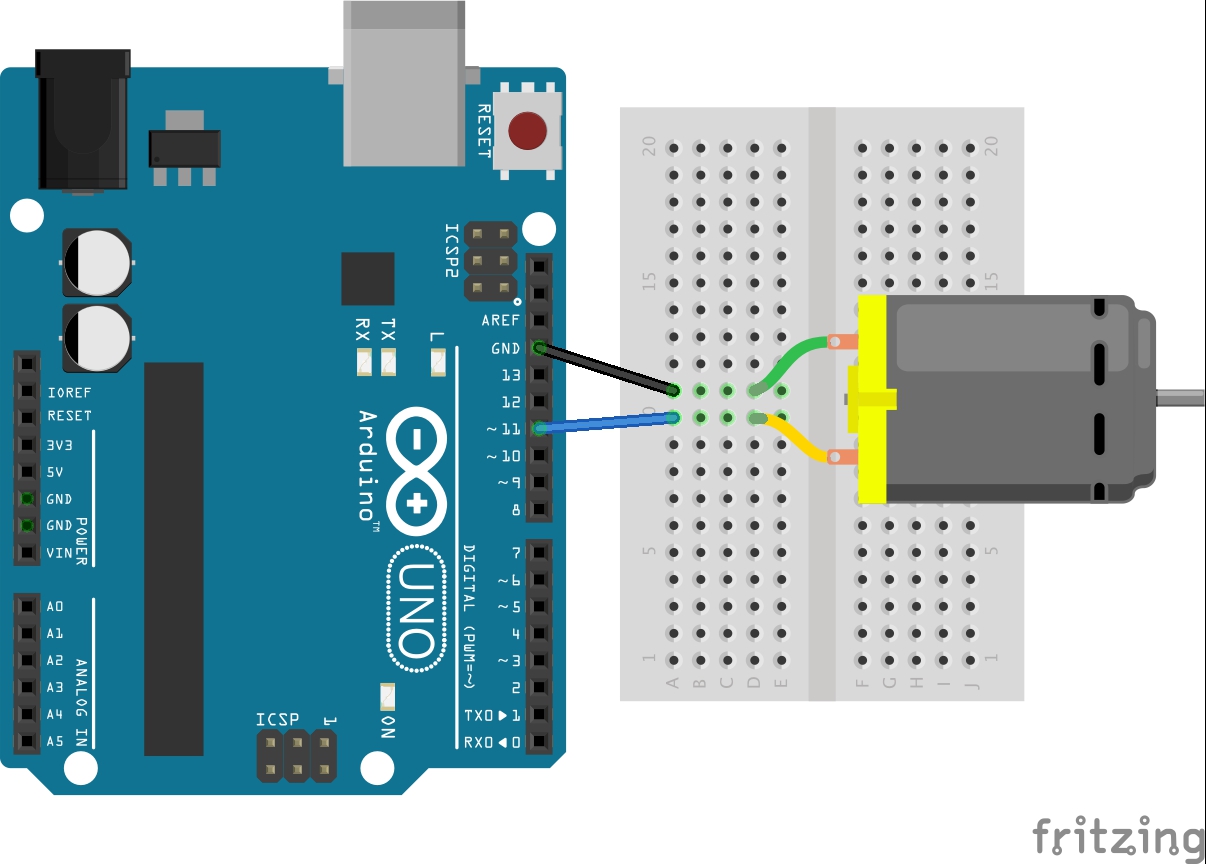 RESET
ICSP2
AREF
GND
13
12
~11
~10
~9
8
7
~6
~5
4
~3
2
TX0▶1
RX0◀0
DIGITAL (PWM=~)
RX
TX
L
Arduino™
UNO
ON
IOREF
RESET
3V3
5V
GND
GND
VIN
POWER
A0
A1
A2
A3
A4
A5
ANALOG IN
ICSP
1
20
5
1
A B C D E
F G H I J
20
15
15
5
1
fritzing